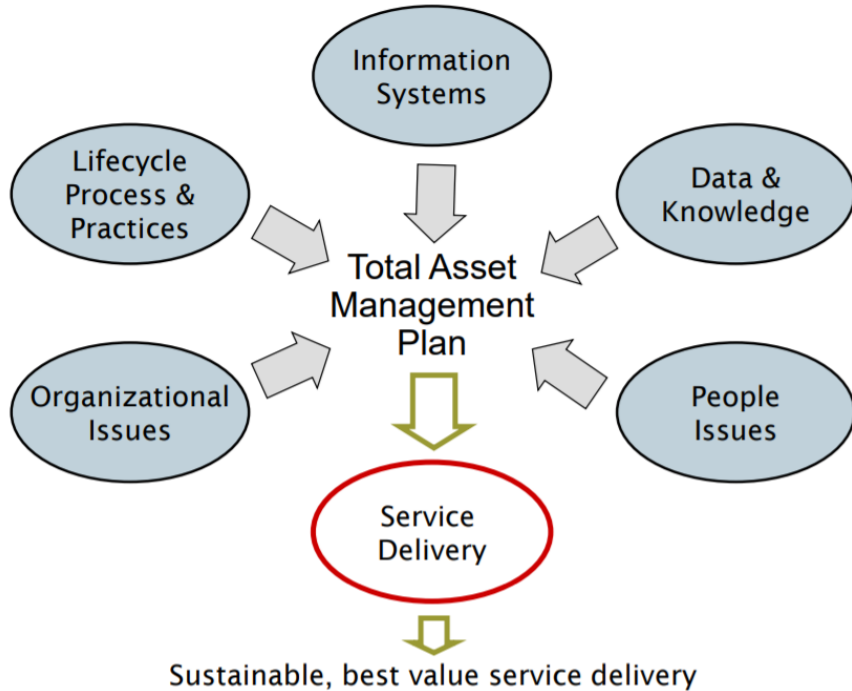 Information
Systems
Lifecycle
Process &
Practices
Data &
Knowledge
Total Asset
Management
Plan
Organizational
Issues
People
Issues
Service
Delivery
Sustainable, best value service delivery